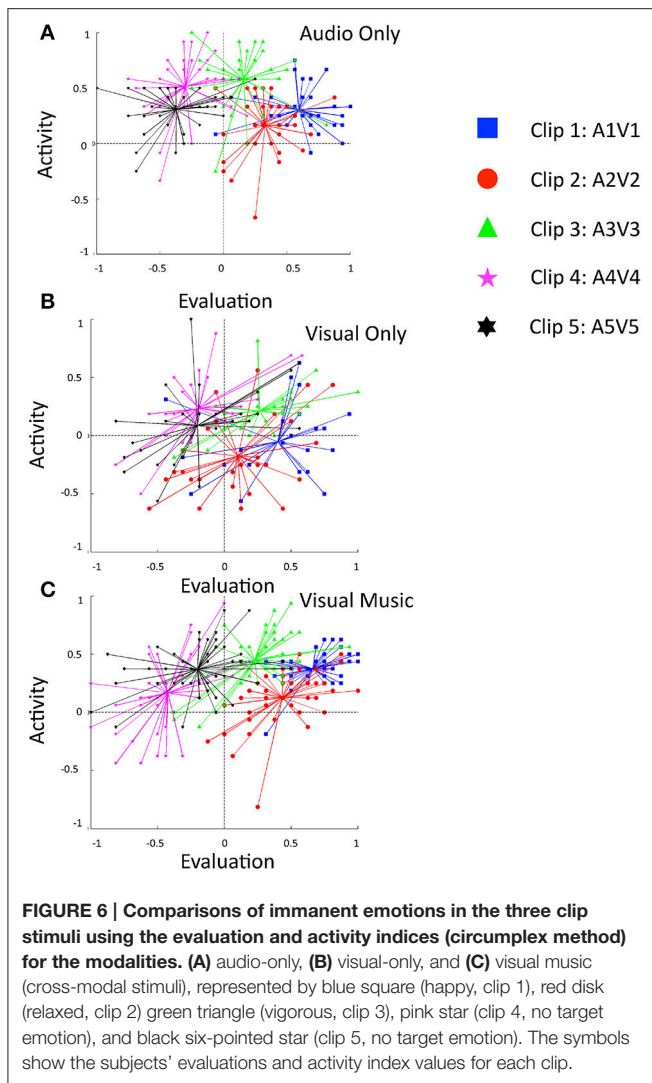 A
Audio Only
1
0.5
0
-0.5
-1
Activity
-1
-0.5
0
0.5
1
Evaluation
Clip 1: A1V1
Clip 2: A2V2
Clip 3: A3V3
Clip 4: A4V4
Clip 5: A5V5
B
Visual Only
1
0.5
0
-0.5
-1
Activity
-1
-0.5
0
0.5
1
Evaluation
C
Visual Music
1
0.5
0
-0.5
-1
Activity
-1
-0.5
0
0.5
1
Evaluation
FIGURE 6 | Comparisons of immanent emotions in the three clip
stimuli using the evaluation and activity indices (circumplex method)
for the modalities. (A) audio-only, (B) visual-only, and (C) visual music
(cross-modal stimuli), represented by blue square (happy, clip 1), red disk
(relaxed, clip 2) green triangle (vigorous, clip 3), pink star (clip 4, no target
emotion), and black six-pointed star (clip 5, no target emotion). The symbols
show the subjects' evaluations and activity index values for each clip.